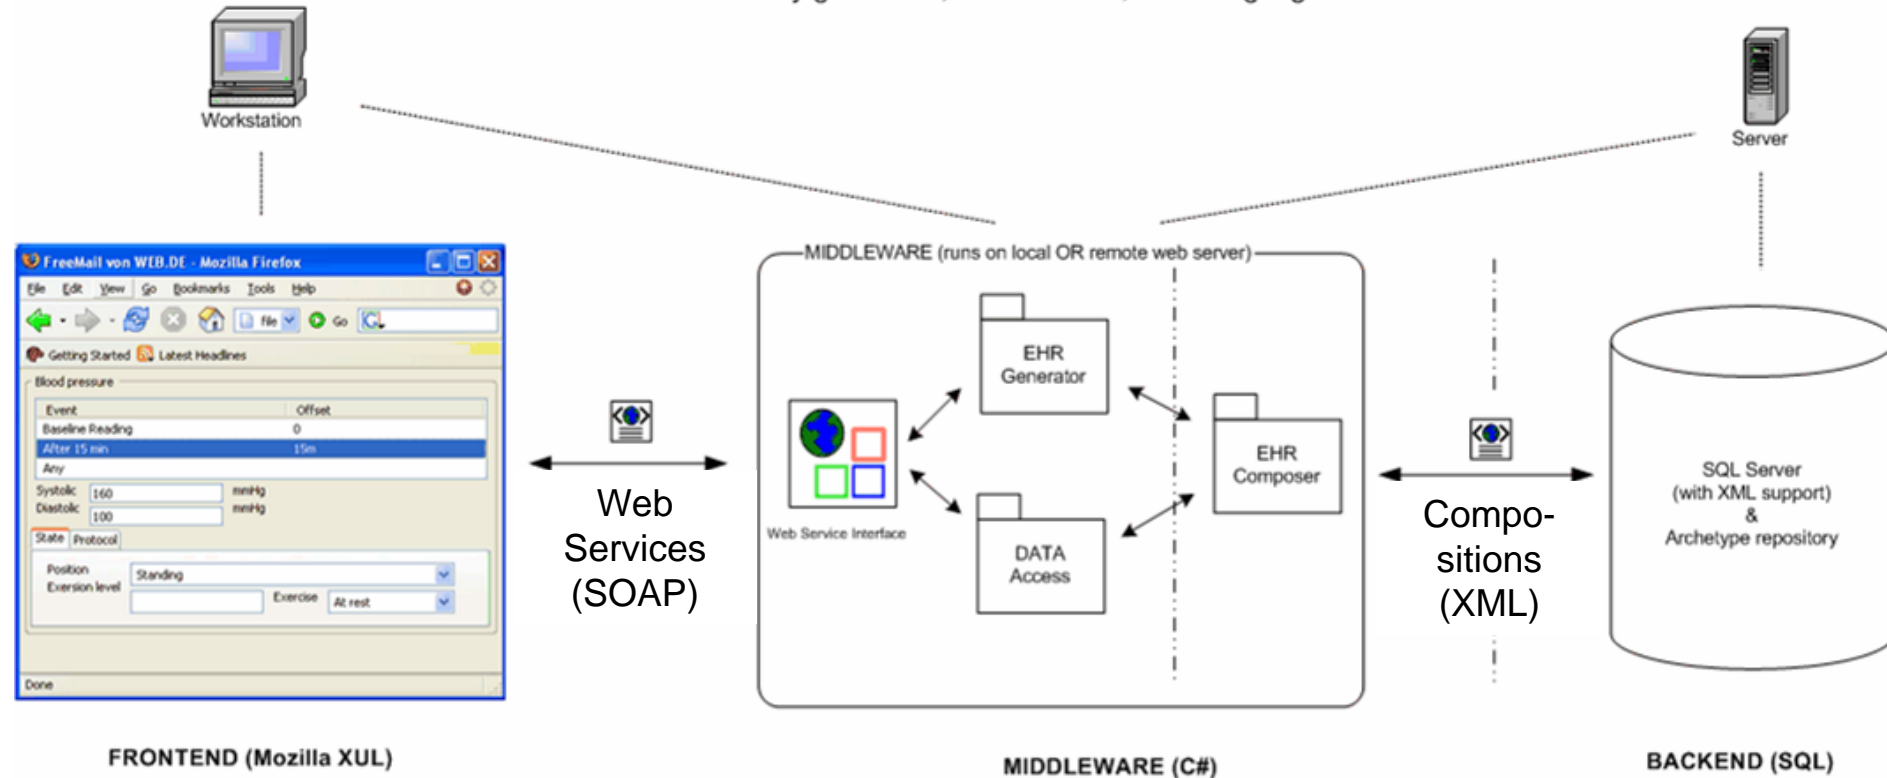 Workstation
Server
FreeMail von WEB.DE - Mozilla Firefox
File Edit View Go Bookmarks Tools Help
file Go
Getting Started Latest Headlines
Blood pressure
Event Offset
Baseline Reading 0
After 15 min 15m
Any
Systolic 160 mmHg
Diastolic 100 mmHg
State Protocol
Position Standing
Exersion level Exercise At rest
Done
Web
Services
(SOAP)
MIDDLEWARE (runs on local OR remote web server)
EHR
Generator
Web Service Interface
DATA
Access
EHR
Composer
Compo-
sitions
(XML)
SQL Server
(with XML support)
&
Archetype repository
FRONTEND (Mozilla XUL)
MIDDLEWARE (C#)
BACKEND (SQL)